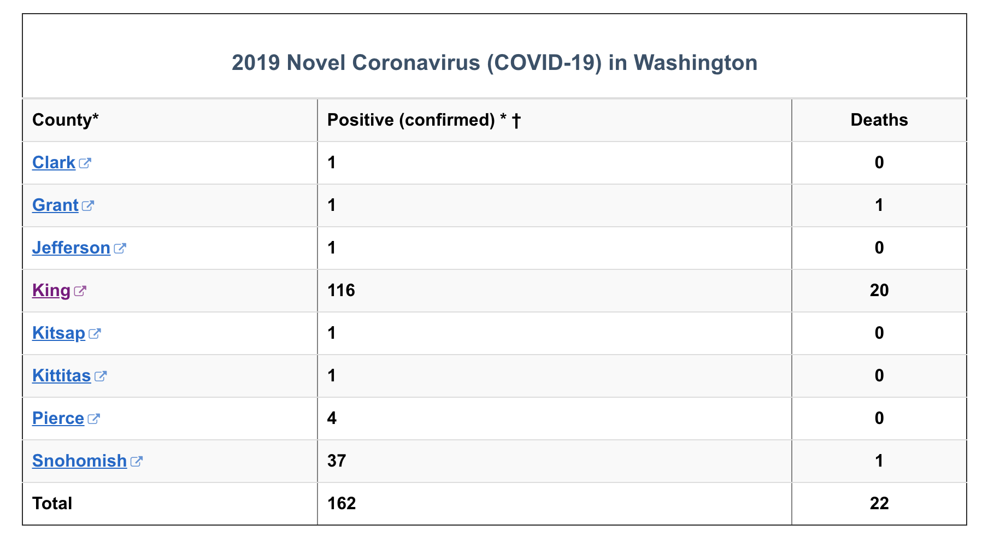 2019 Novel Coronavirus (COVID-19) in Washington
County* Positive (confirmed) * † Deaths
Clark 1 0
Grant 1 1
Jefferson 1 0
King 116 20
Kitsap 1 0
Kittitas 1 0
Pierce 4 0
Snohomish 37 1
Total 162 22